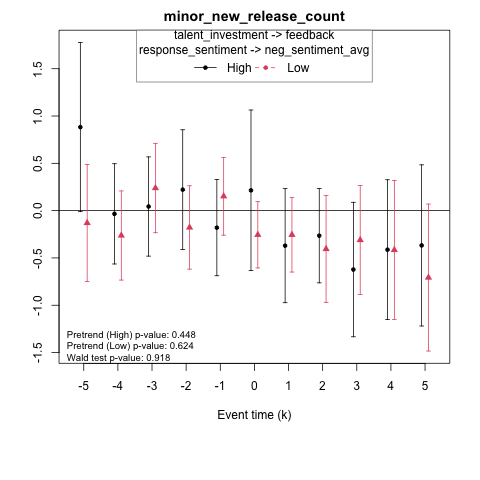 minor_new_release_count
talent_investment -> feedback
response_sentiment -> neg_sentiment_avg
High Low
1.5
1.0
0.5
0.0
-0.5
-1.0
-1.5
Pretrend (High) p-value: 0.448
Pretrend (Low) p-value: 0.624
Wald test p-value: 0.918
-5 -4 -3 -2 -1 0 1 2 3 4 5
Event time (k)